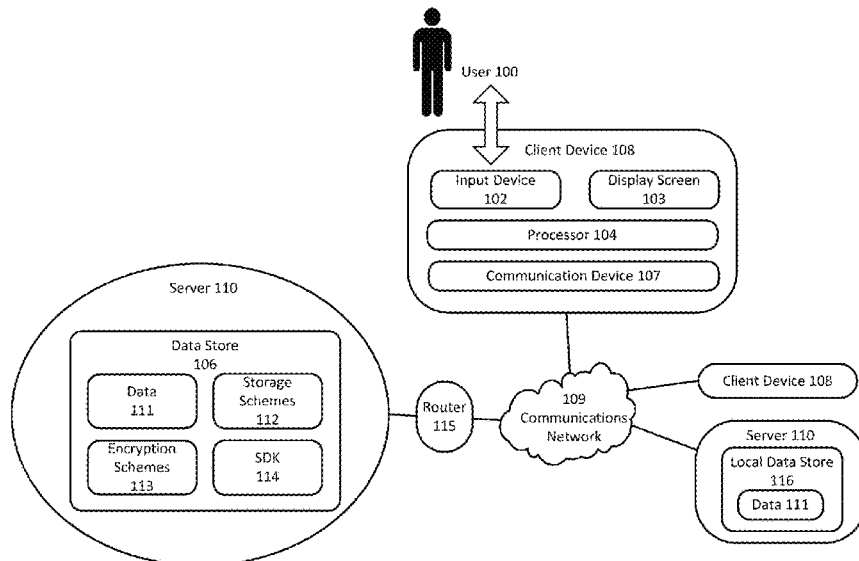 User 100
Client Device 108
Input Device
102
Display Screen
103
Processor 104
Communication Device 107
Server 110
Data Store
106
Data
111
Storage
Schemes
112
Encryption
Schemes
113
SDK
114
Router
115
109
Communications
Network
Client Device 108
Server 110
Local Data Store
116
Data 111